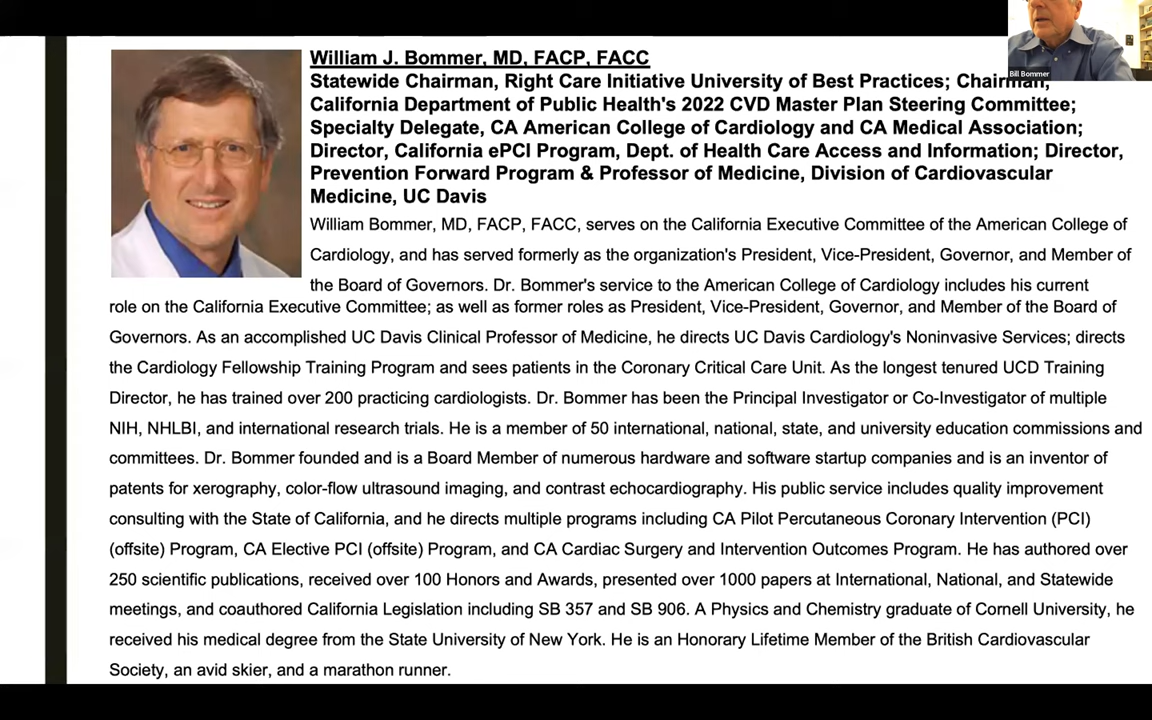 William J. Bommer, MD, FACP, FACC
Statewide Chairman, Right Care Initiative University of Best Practices; Chairman,
California Department of Public Health's 2022 CVD Master Plan Steering Committee;
Specialty Delegate, CA American College of Cardiology and CA Medical Association;
Director, California ePCI Program, Dept. of Health Care Access and Information; Director,
Prevention Forward Program & Professor of Medicine, Division of Cardiovascular
Medicine, UC Davis
William Bommer, MD, FACP, FACC, serves on the California Executive Committee of the American College of
Cardiology, and has served formerly as the organization's President, Vice-President, Governor, and Member of
the Board of Governors. Dr. Bommer's service to the American College of Cardiology includes his current
role on the California Executive Committee; as well as former roles as President, Vice-President, Governor, and Member of the Board of
Governors. As an accomplished UC Davis Clinical Professor of Medicine, he directs UC Davis Cardiology's Noninvasive Services; directs
the Cardiology Fellowship Training Program and sees patients in the Coronary Critical Care Unit. As the longest tenured UCD Training
Director, he has trained over 200 practicing cardiologists. Dr. Bommer has been the Principal Investigator or Co-Investigator of multiple
NIH, NHLBI, and international research trials. He is a member of 50 international, national, state, and university education commissions and
committees. Dr. Bommer founded and is a Board Member of numerous hardware and software startup companies and is an inventor of
patents for xerography, color-flow ultrasound imaging, and contrast echocardiography. His public service includes quality improvement
consulting with the State of California, and he directs multiple programs including CA Pilot Percutaneous Coronary Intervention (PCI)
(offsite) Program, CA Elective PCI (offsite) Program, and CA Cardiac Surgery and Intervention Outcomes Program. He has authored over
250 scientific publications, received over 100 Honors and Awards, presented over 1000 papers at International, National, and Statewide
meetings, and coauthored California Legislation including SB 357 and SB 906. A Physics and Chemistry graduate of Cornell University, he
received his medical degree from the State University of New York. He is an Honorary Lifetime Member of the British Cardiovascular
Society, an avid skier, and a marathon runner.
Bill Bommer